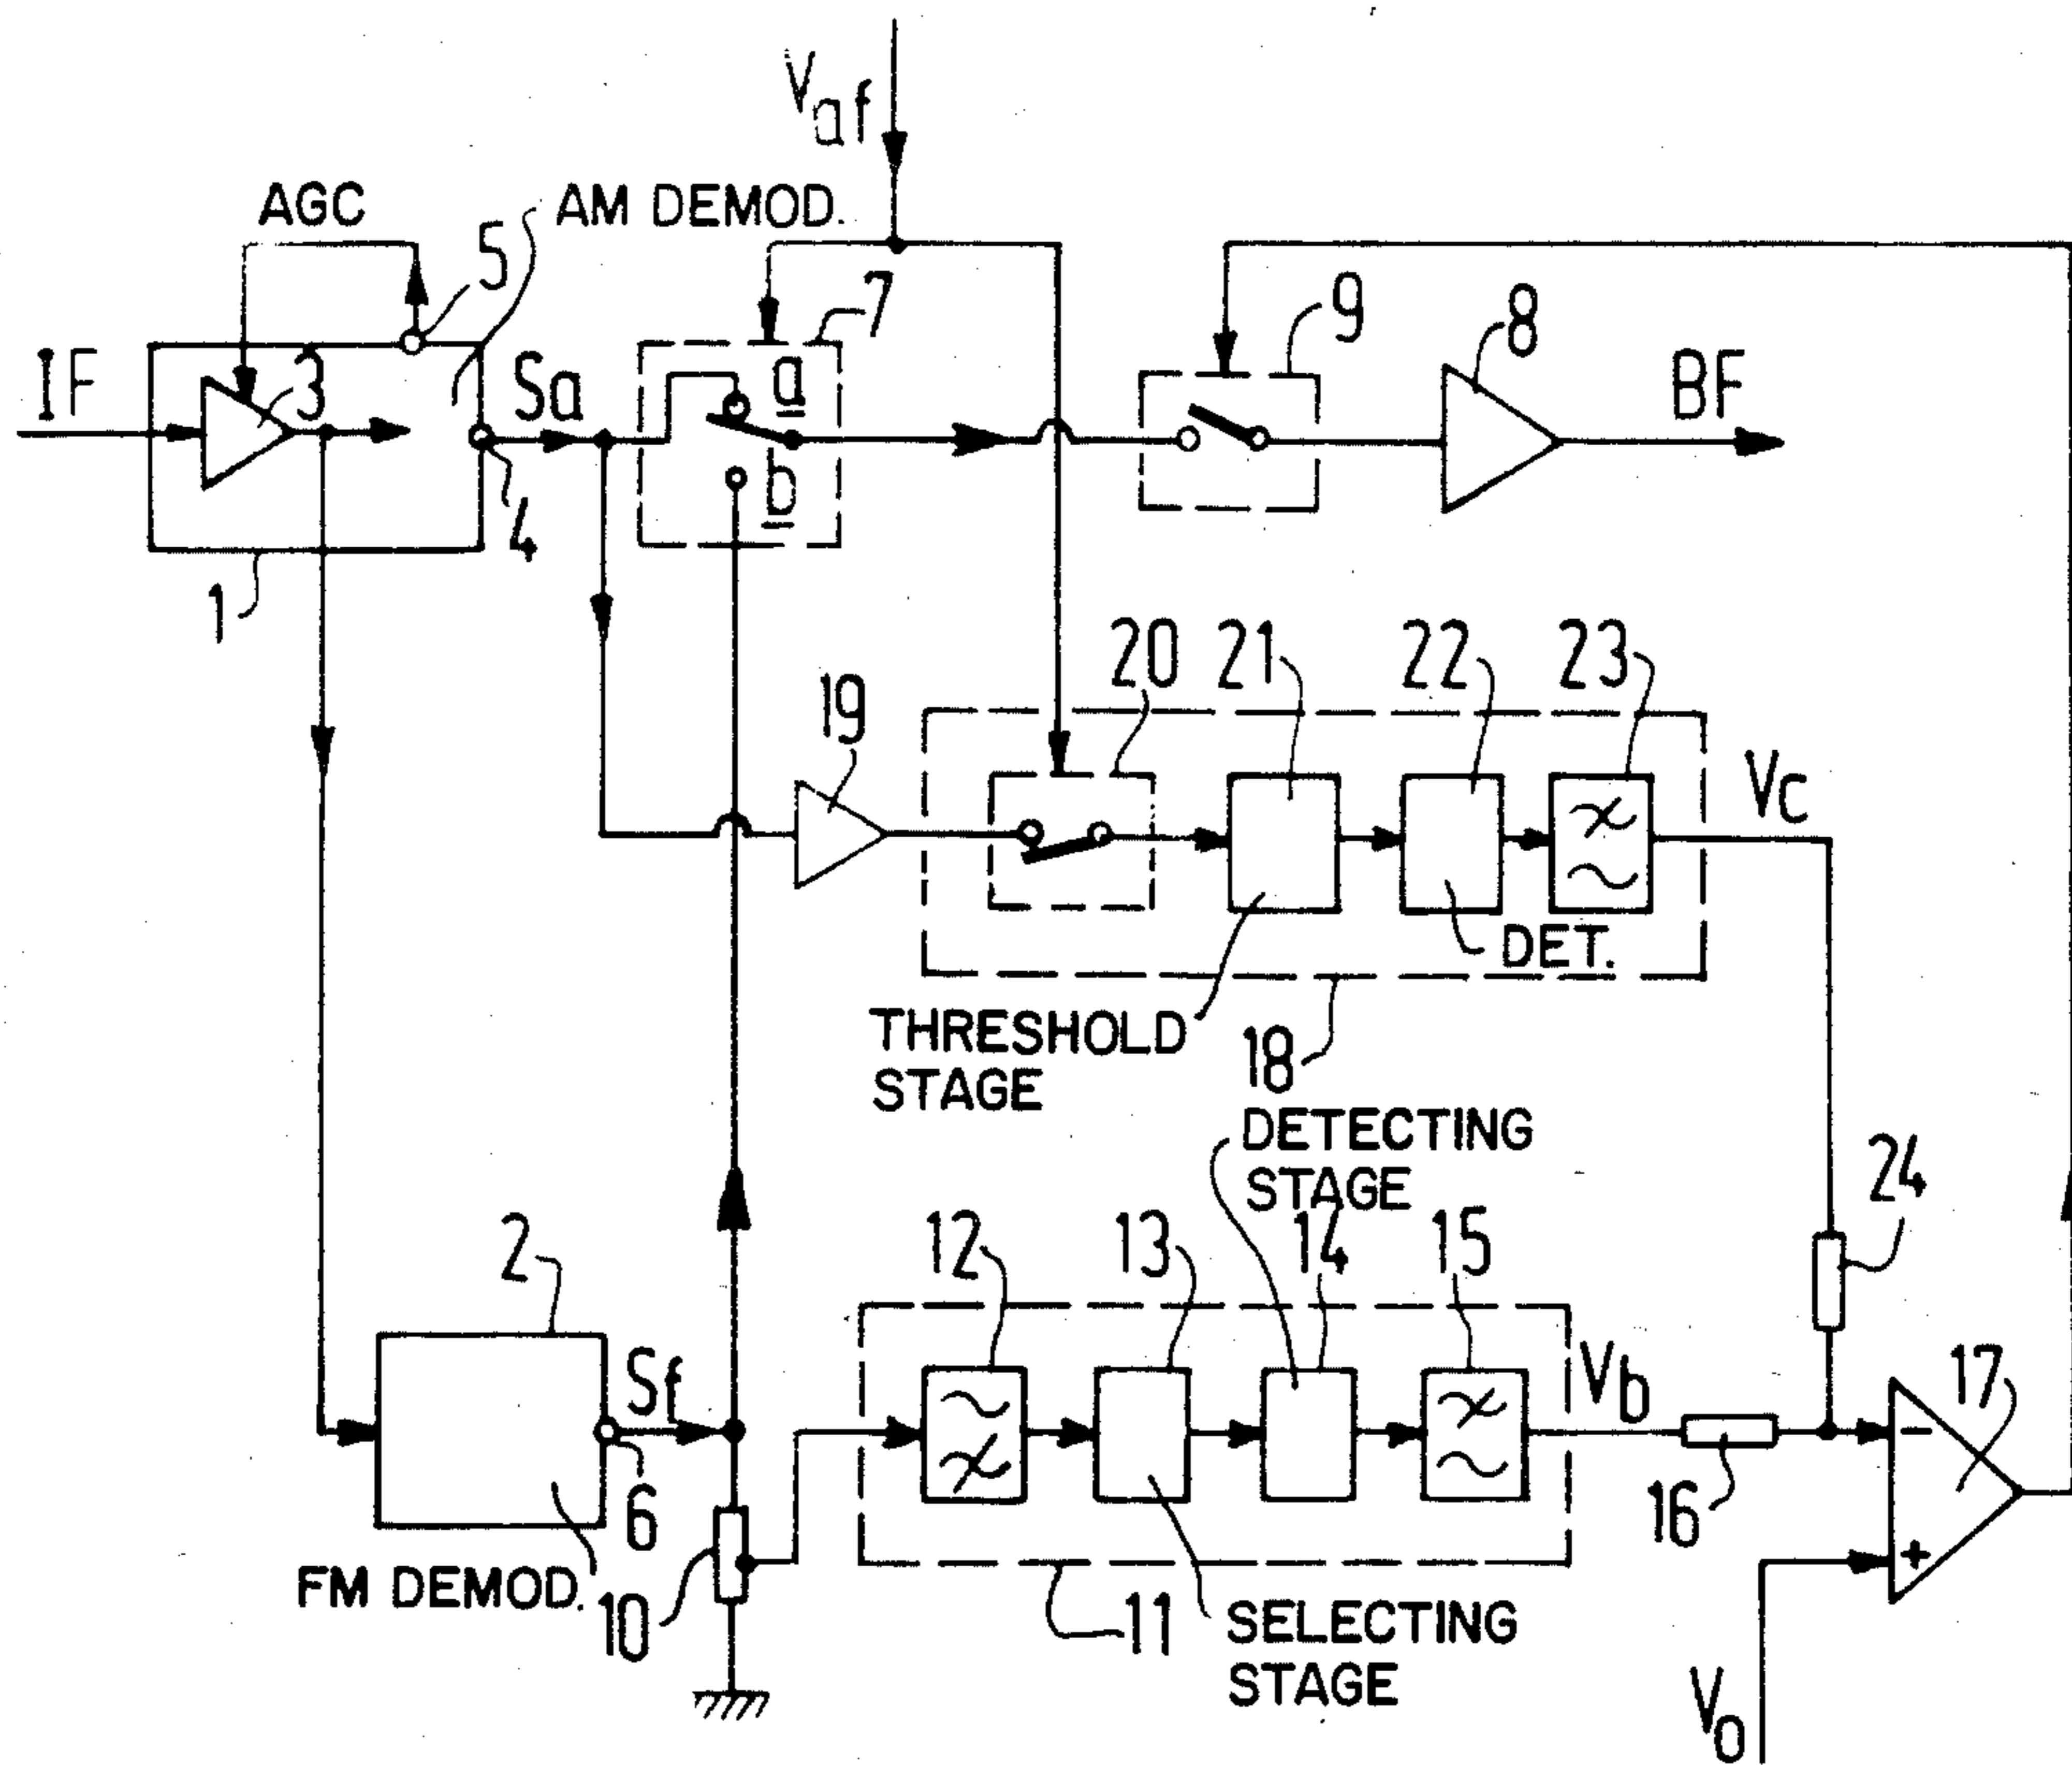 Vaf
AGC
AM DEMOD.
5
7
9
8
IF
3
Sa
a
BF
b
4
1
20
21
22
23
19
Vc
DET.
THRESHOLD
STAGE
18
DETECTING
STAGE
24
2
12
13
14
15
Sf
Vb
17
6
16
FM DEMOD.
10
11
SELECTING
STAGE
Vo
-
+